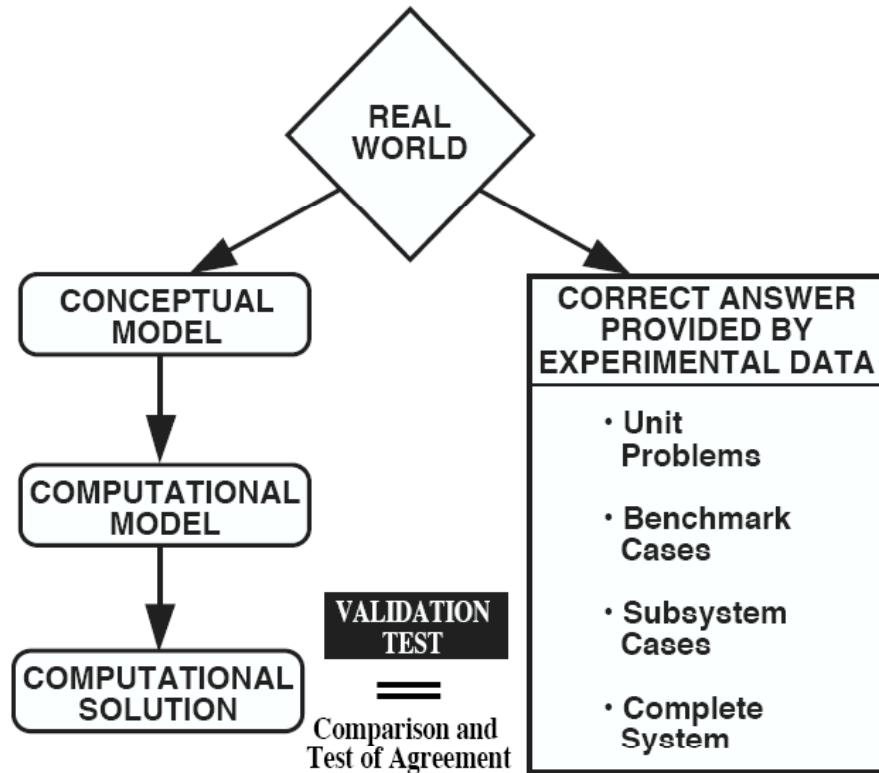 REAL
WORLD
CONCEPTUAL
MODEL
COMPUTATIONAL
MODEL
COMPUTATIONAL
SOLUTION
VALIDATION
TEST
=
Comparison and
Test of Agreement
CORRECT ANSWER
PROVIDED BY
EXPERIMENTAL DATA
• Unit
Problems
• Benchmark
Cases
• Subsystem
Cases
• Complete
System